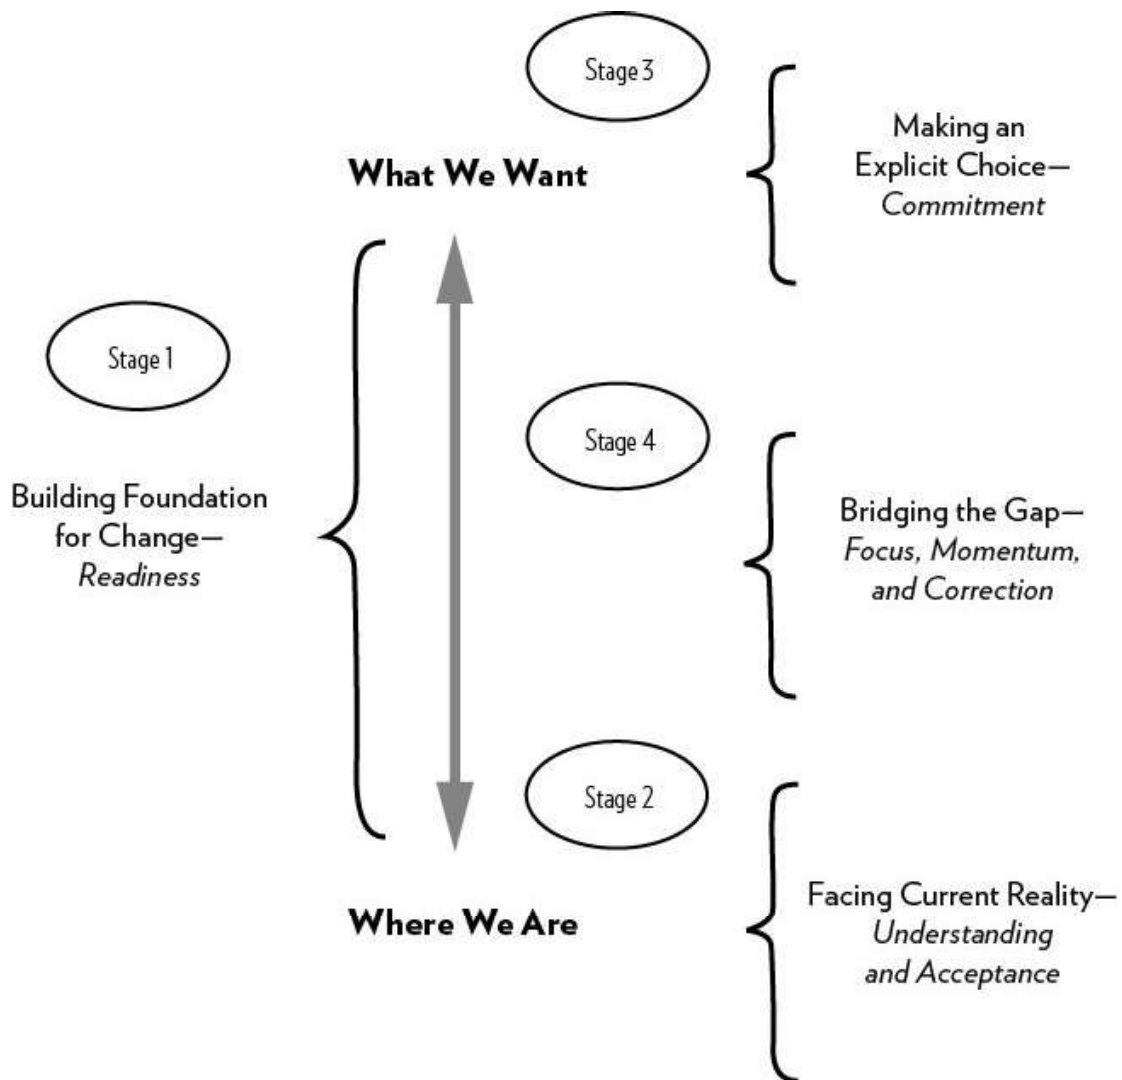 Stage 3
Making an
Explicit Choice—
Commitment
What We Want
Stage 1
Building Foundation
for Change—
Readiness
Stage 4
Bridging the Gap—
Focus, Momentum,
and Correction
Stage 2
Facing Current Reality—
Understanding
and Acceptance
Where We Are